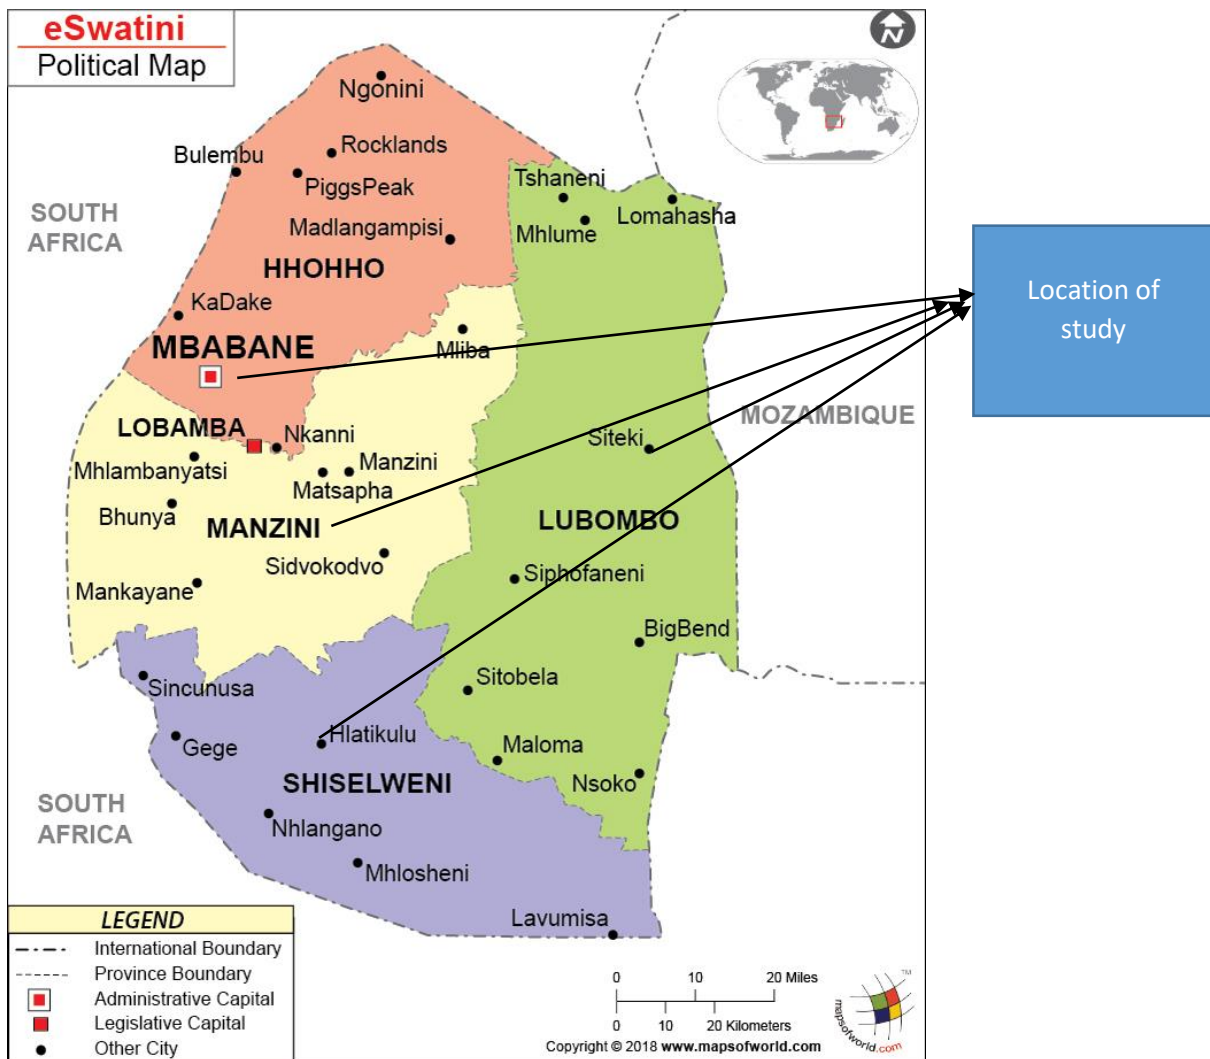 eSwatini
Political Map
N
Ngonini
Rocklands
Bulembu
PiggsPeak
Tshaneni
Lomahasha
SOUTH
AFRICA
Madlangampisi
Mhlume
HHOHHO
KaDake
Location of
study
MBABANE
Mliba
MOZAMBIQUE
LOBAMBA
Nkanni
Siteki
Mhlambanyatsi
Manzini
Matsapha
Bhunya
MANZINI
LUBOMBO
Sidvokodvo
Siphofaneni
Mankayane
BigBend
Sincunusa
Sitobela
Hlatikulu
Gege
Maloma
SHISELWENI
Nsoko
SOUTH
AFRICA
Nhlangano
Mhlosheni
Lavumisa
LEGEND
International Boundary
Province Boundary
Administrative Capital
Legislative Capital
Other City
0 10 20 Miles
0 10 20 Kilometers
Copyright © 2018 www.mapsofworld.com
mapsofworld.com
TM